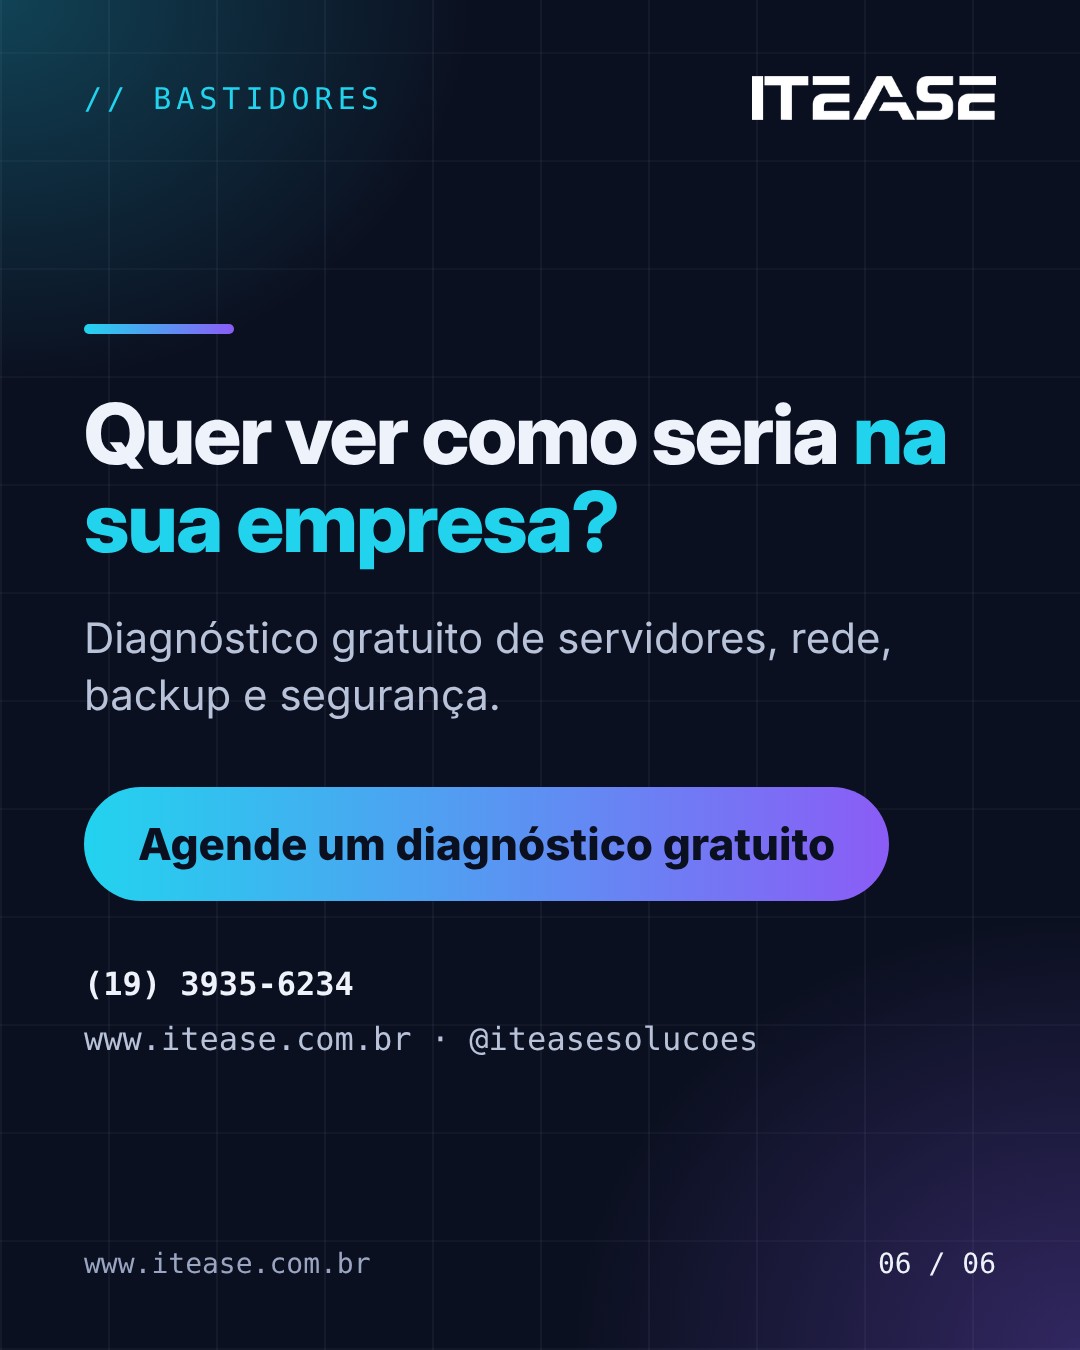 // BASTIDORES
ITEASE
Quer ver como seria na
sua empresa?
Diagnóstico gratuito de servidores, rede,
backup e segurança.
Agende um diagnóstico gratuito
(19) 3935-6234
www.itease.com.br · @iteasesolucoes
www.itease.com.br
06 / 06